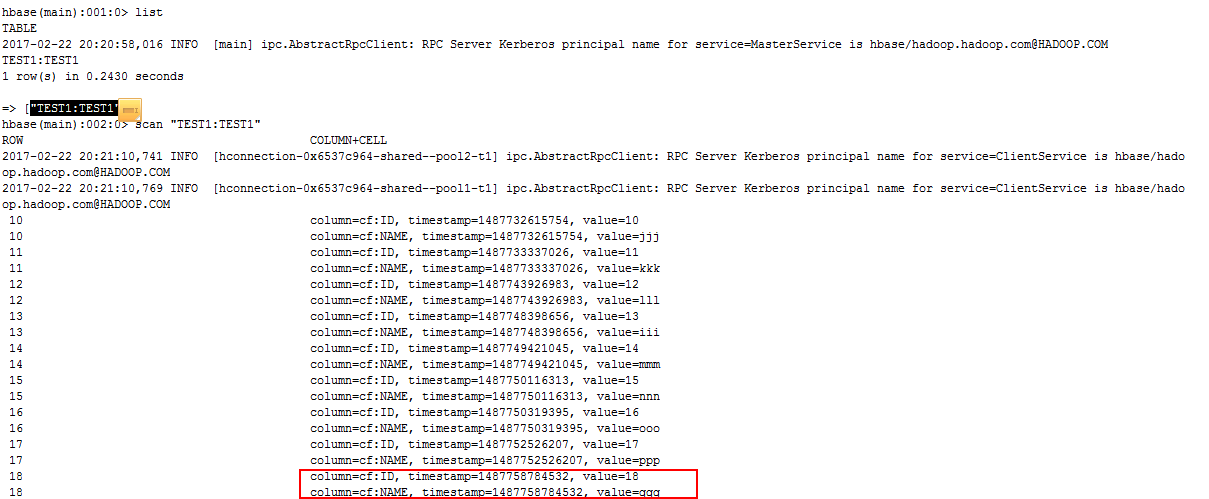 hbase(main):001:0> list
TABLE
2017-02-22 20:20:58,016 INFO  [main] ipc.AbstractRpcClient: RPC Server Kerberos principal name for service=MasterService is hbase/hadoop.hadoop.com@HADOOP.COM
TEST1:TEST1
1 row(s) in 0.2430 seconds
=> ["TEST1:TEST1"
hbase(main):002:0> scan "TEST1:TEST1"
ROW                                         COLUMN+CELL
2017-02-22 20:21:10,741 INFO  [hconnection-0x6537c964-shared--pool2-t1] ipc.AbstractRpcClient: RPC Server Kerberos principal name for service=ClientService is hbase/hado
op.hadoop.com@HADOOP.COM
2017-02-22 20:21:10,769 INFO  [hconnection-0x6537c964-shared--pool1-t1] ipc.AbstractRpcClient: RPC Server Kerberos principal name for service=ClientService is hbase/hado
op.hadoop.com@HADOOP.COM
10                                         column=cf:ID, timestamp=1487732615754, value=10
10                                         column=cf:NAME, timestamp=1487732615754, value=jjj
11                                         column=cf:ID, timestamp=1487733337026, value=11
11                                         column=cf:NAME, timestamp=1487733337026, value=kkk
12                                         column=cf:ID, timestamp=1487743926983, value=12
12                                         column=cf:NAME, timestamp=1487743926983, value=lll
13                                         column=cf:ID, timestamp=1487748398656, value=13
13                                         column=cf:NAME, timestamp=1487748398656, value=iii
14                                         column=cf:ID, timestamp=1487749421045, value=14
14                                         column=cf:NAME, timestamp=1487749421045, value=mmm
15                                         column=cf:ID, timestamp=1487750116313, value=15
15                                         column=cf:NAME, timestamp=1487750116313, value=nnn
16                                         column=cf:ID, timestamp=1487750319395, value=16
16                                         column=cf:NAME, timestamp=1487750319395, value=ooo
17                                         column=cf:ID, timestamp=1487752526207, value=17
17                                         column=cf:NAME, timestamp=1487752526207, value=ppp
18                                         column=cf:ID, timestamp=1487758784532, value=18
18                                         column=cf:NAME, timestamp=1487758784532, value=qqq